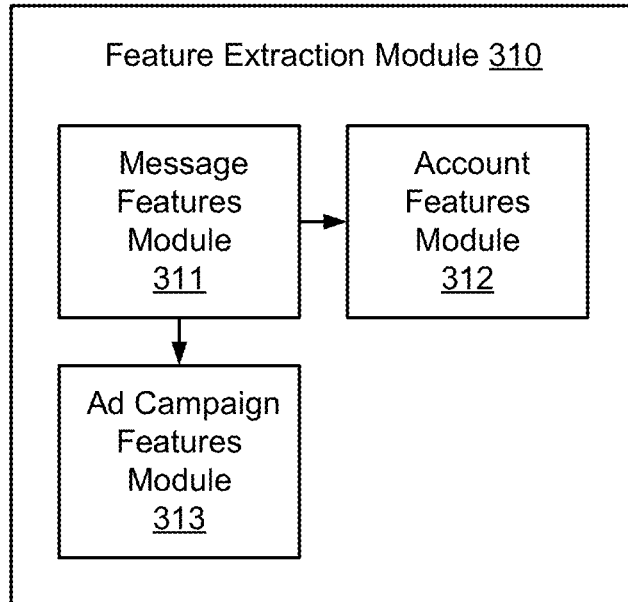 Feature Extraction Module 310
Message
Features
Module
311
Account
Features
Module
312
Ad Campaign
Features
Module
313